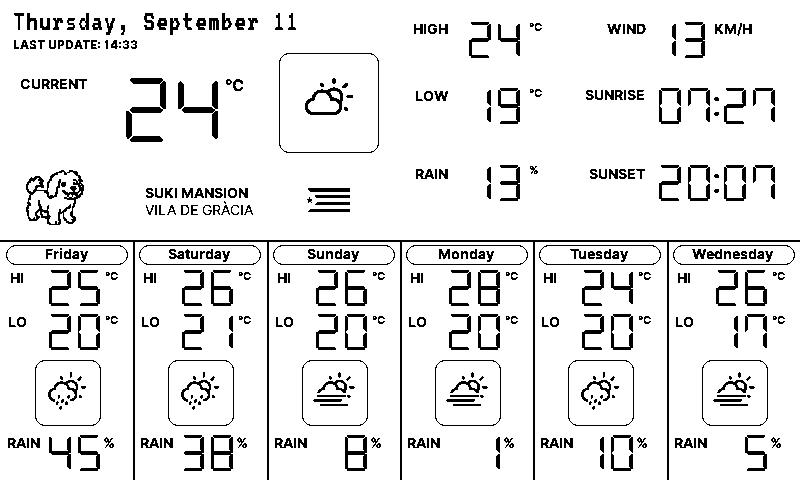 Thursday, September 11
LAST UPDATE: 14:33
CURRENT 24 °C
SUKI MANSION
VILA DE GRÀCIA
HIGH 24 °C
LOW 19 °C
RAIN 13 %
WIND 13 KM/H
SUNRISE 07:27
SUNSET 20:07
Friday
HI 25 °C
LO 20 °C
RAIN 45 %
Saturday
HI 26 °C
LO 21 °C
RAIN 38 %
Sunday
HI 26 °C
LO 20 °C
RAIN 8 %
Monday
HI 28 °C
LO 20 °C
RAIN 1 %
Tuesday
HI 24 °C
LO 20 °C
RAIN 10 %
Wednesday
HI 26 °C
LO 17 °C
RAIN 5 %